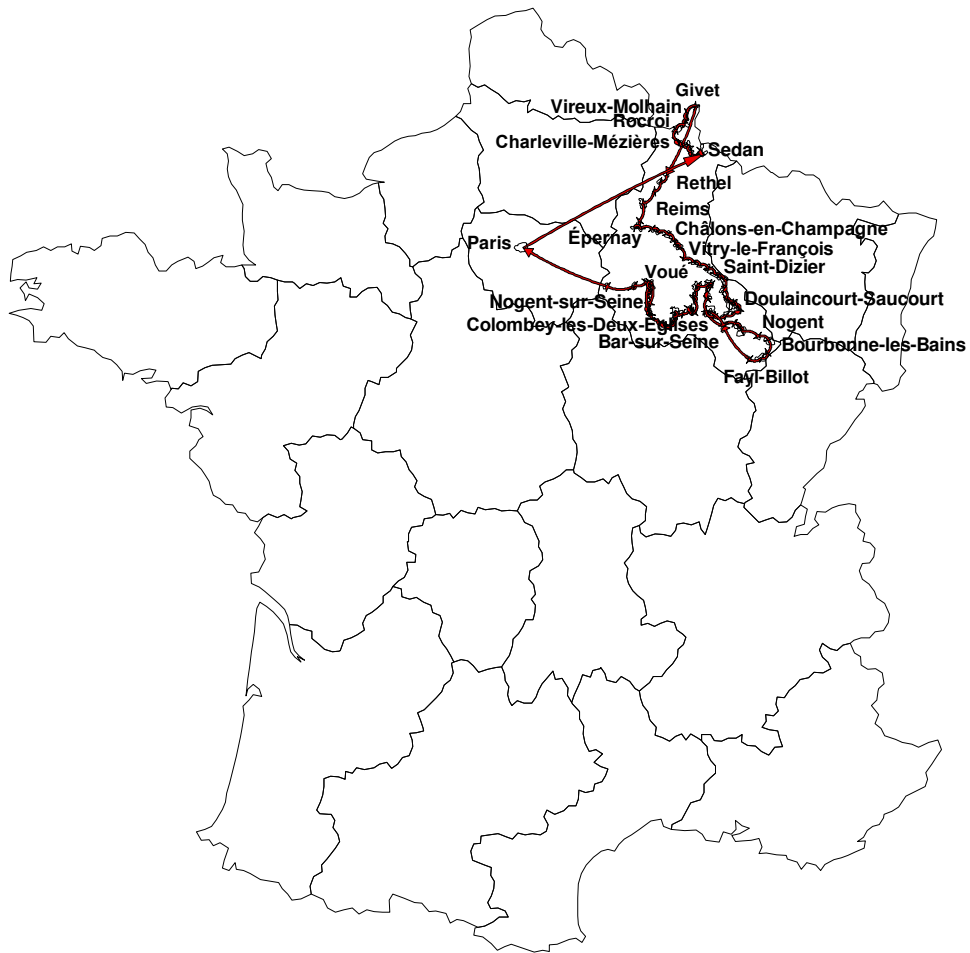 Givet
Vireux-Molhain
Rocroi
Charleville-Mézières
Sedan
Rethel
Reims
Châlons-en-Champagne
Épernay
Paris
Vitry-le-François
Saint-Dizier
Voué
Nogent-sur-Seine
Doulaincourt-Saucourt
Colombey-les-Deux-Églises
Nogent
Bar-sur-Seine
Bourbonne-les-Bains
Fayl-Billot